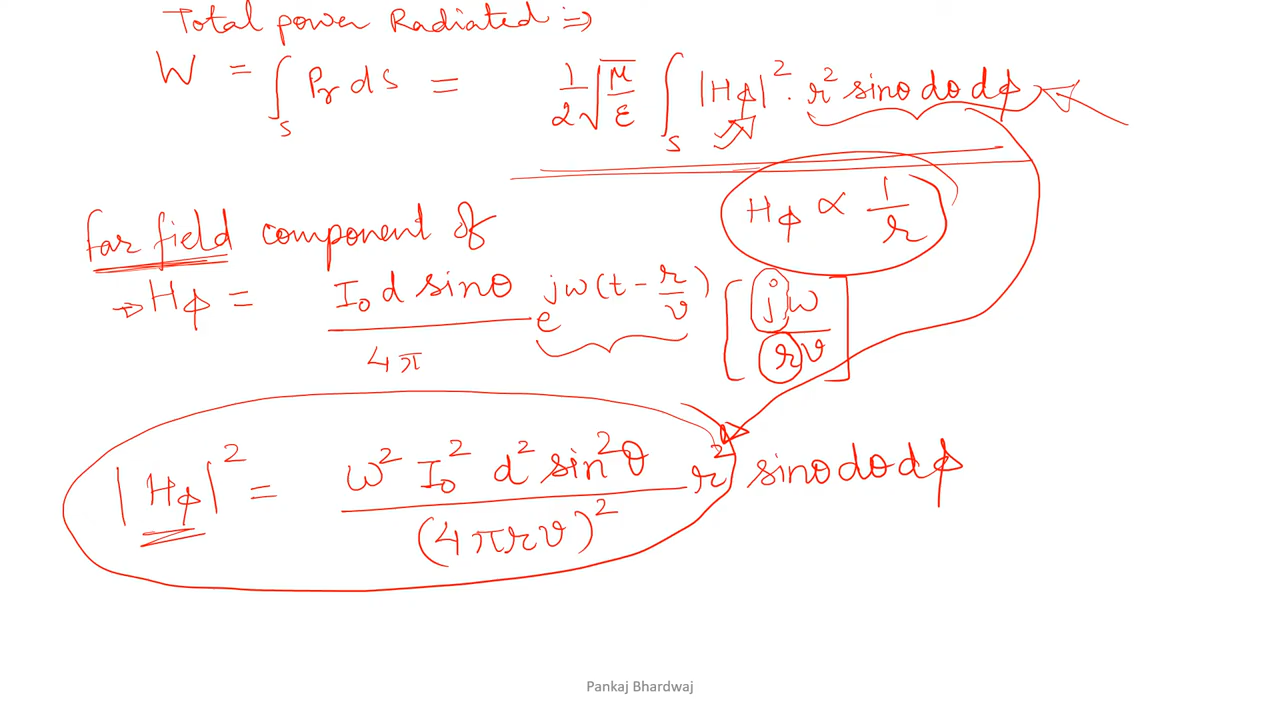 Total power Radiated ⇒
W = ∫_S Pr dS = 1/2 √(μ/ε) ∫_S |Hφ|² · r² sinθ dθ dφ
Hφ ∝ 1/r
far field component of
→ Hφ = I₀ d sinθ / 4π e^{jω(t - r/v)} [jω / rv]
|Hφ|² = ω² I₀² d² sin²θ / (4πrv)² r² sinθ dθ dφ
Pankaj Bhardwaj